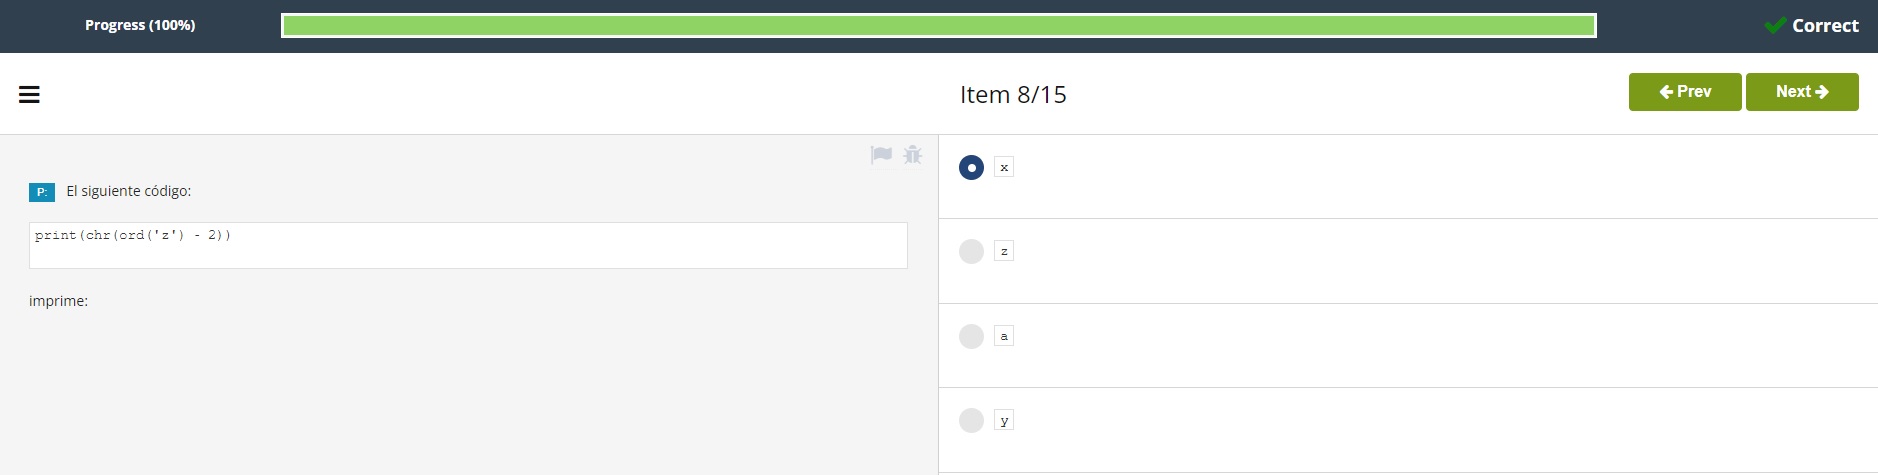 Progress (100%)
Correct
Item 8/15
Prev
Next
P: El siguiente código:
print(chr(ord('z') - 2))
imprime:
x
z
a
y